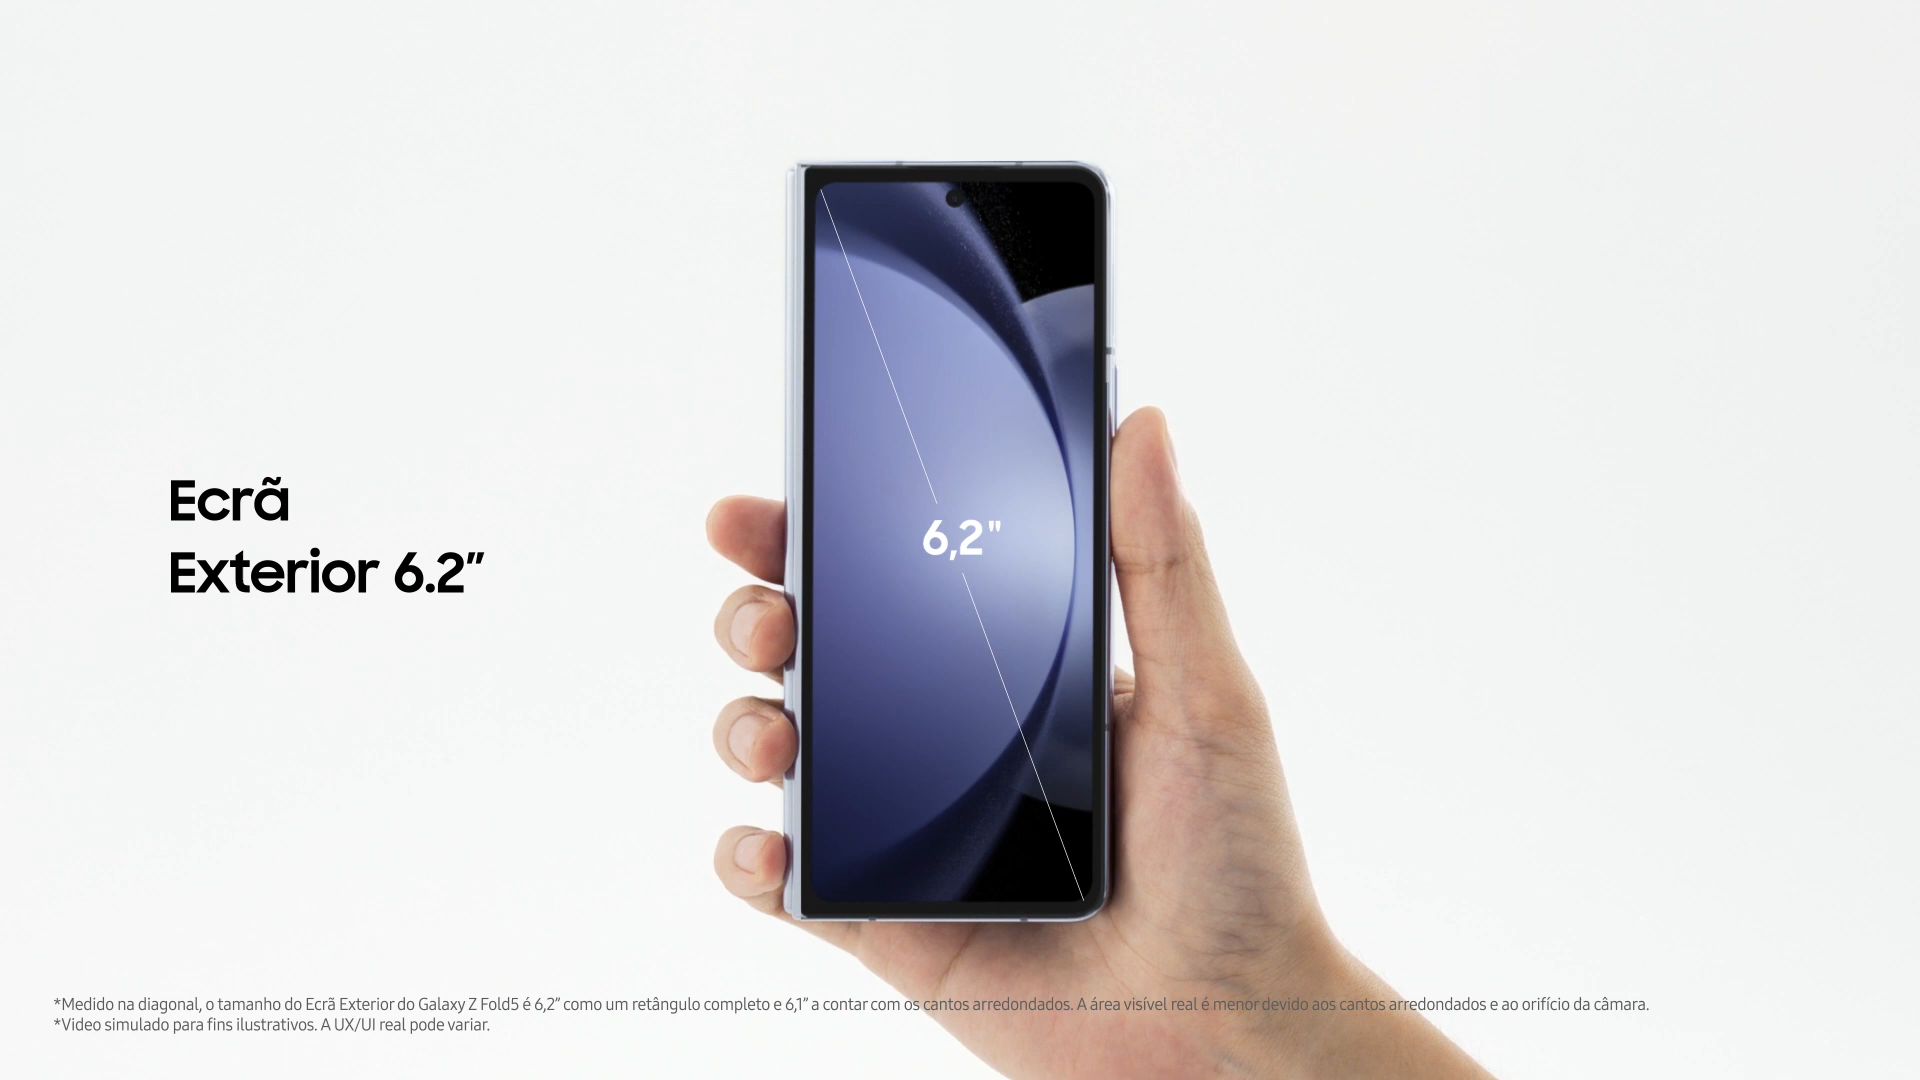 Ecrã
Exterior 6.2”
6,2"
*Medido na diagonal, o tamanho do Ecrã Exterior do Galaxy Z Fold5 é 6,2” como um retângulo completo e 6,1” a contar com os cantos arredondados. A área visível real é menor devido aos cantos arredondados e ao orifício da câmara.
*Video simulado para fins ilustrativos. A UX/UI real pode variar.